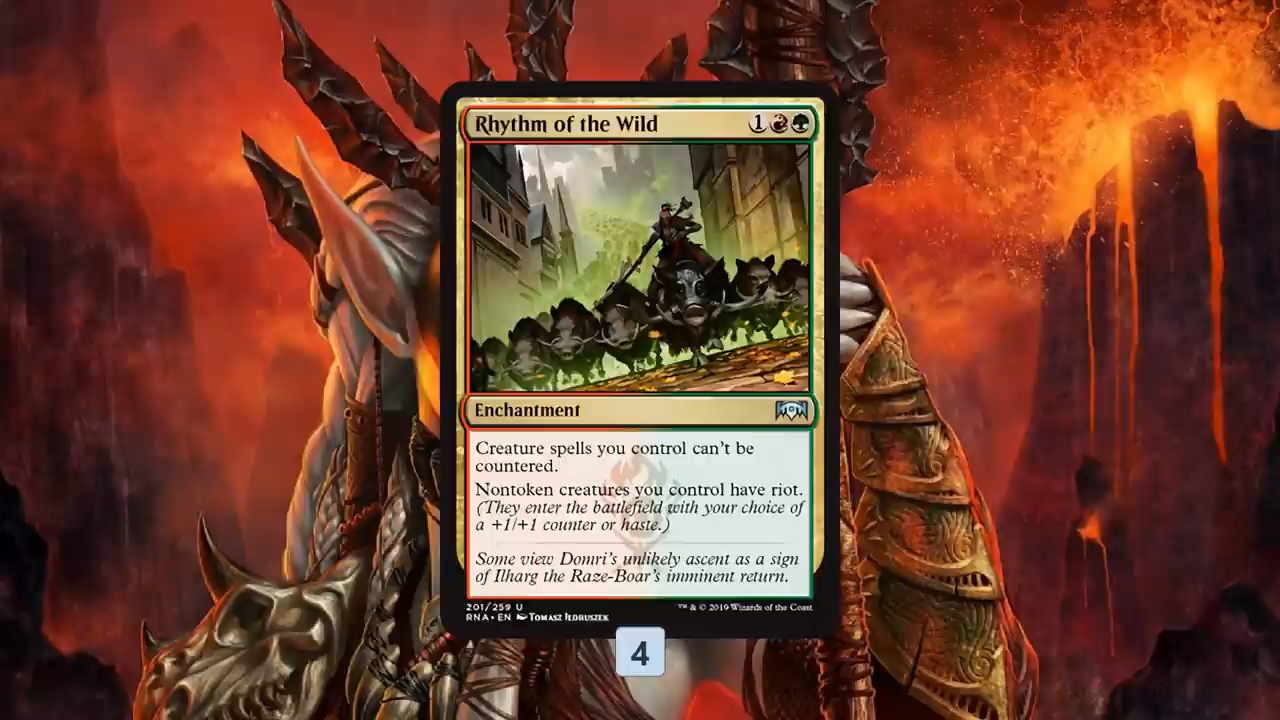 Rhythm of the Wild 1
Enchantment
Creature spells you control can't be
countered.
Nontoken creatures you control have riot.
(They enter the battlefield with your choice of
a +1/+1 counter or haste.)
Some view Domri's unlikely ascent as a sign
of Ilharg the Raze-Boar's imminent return.
201/259 U
RNA • EN Tomasz Jedruszek
™ & © 2019 Wizards of the Coast
4